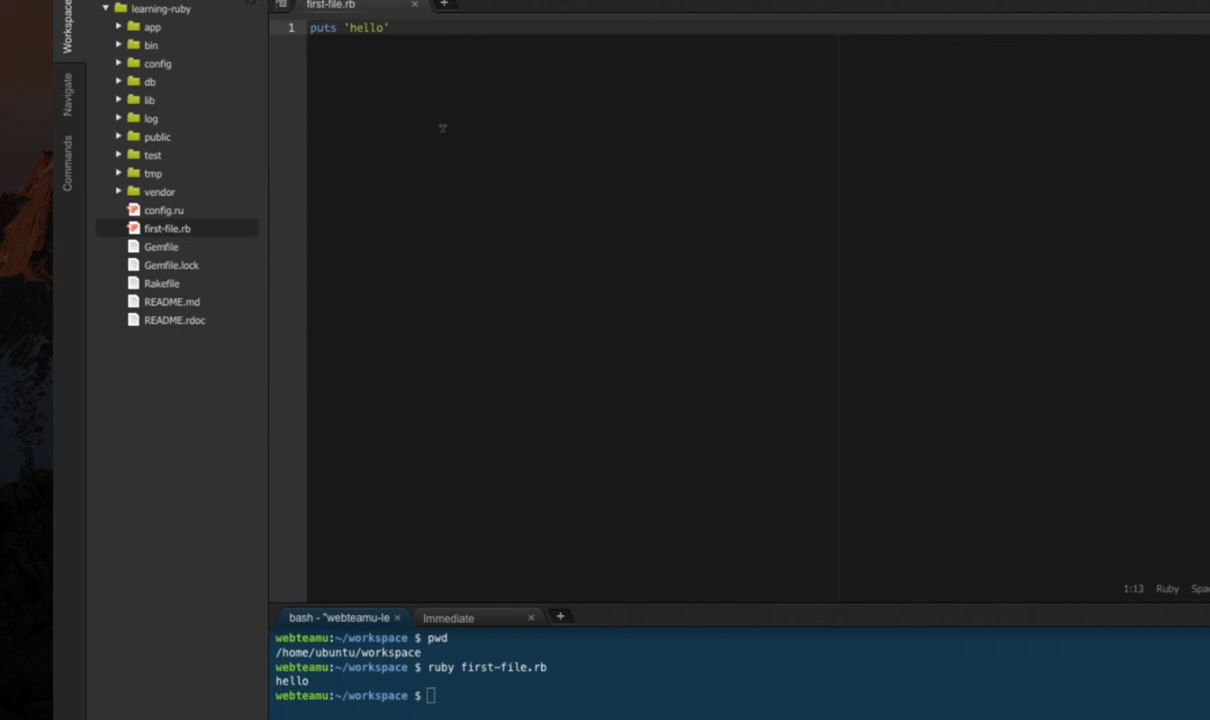 Workspace
Navigate
Commands
learning-ruby
app
bin
config
db
lib
log
public
test
tmp
vendor
config.ru
first-file.rb
Gemfile
Gemfile.lock
Rakefile
README.md
README.rdoc
first-file.rb
1 puts 'hello'
1:13 Ruby
bash - "webteamu-le
Immediate
webteamu:~/workspace $ pwd
/home/ubuntu/workspace
webteamu:~/workspace $ ruby first-file.rb
hello
webteamu:~/workspace $